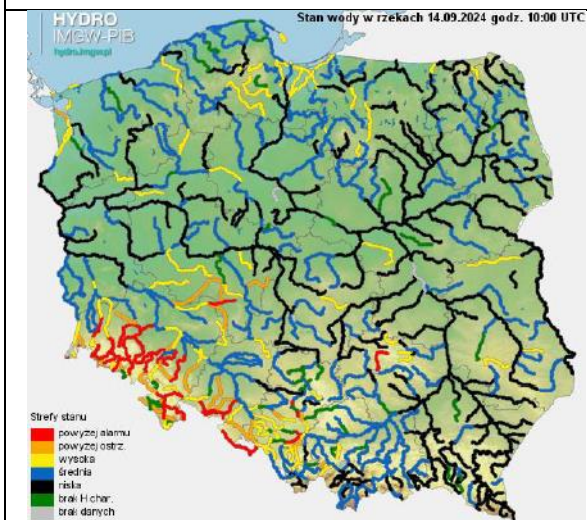 HYDRO
IMGW-PIB
hydro.imgw.pl
Stan wody w rzekach 14.09.2024 godz. 10:00 UTC
Strefy stanu
powyżej alarmu
powyżej ostrz.
wysoka
średnia
niska
brak H char.
brak danych